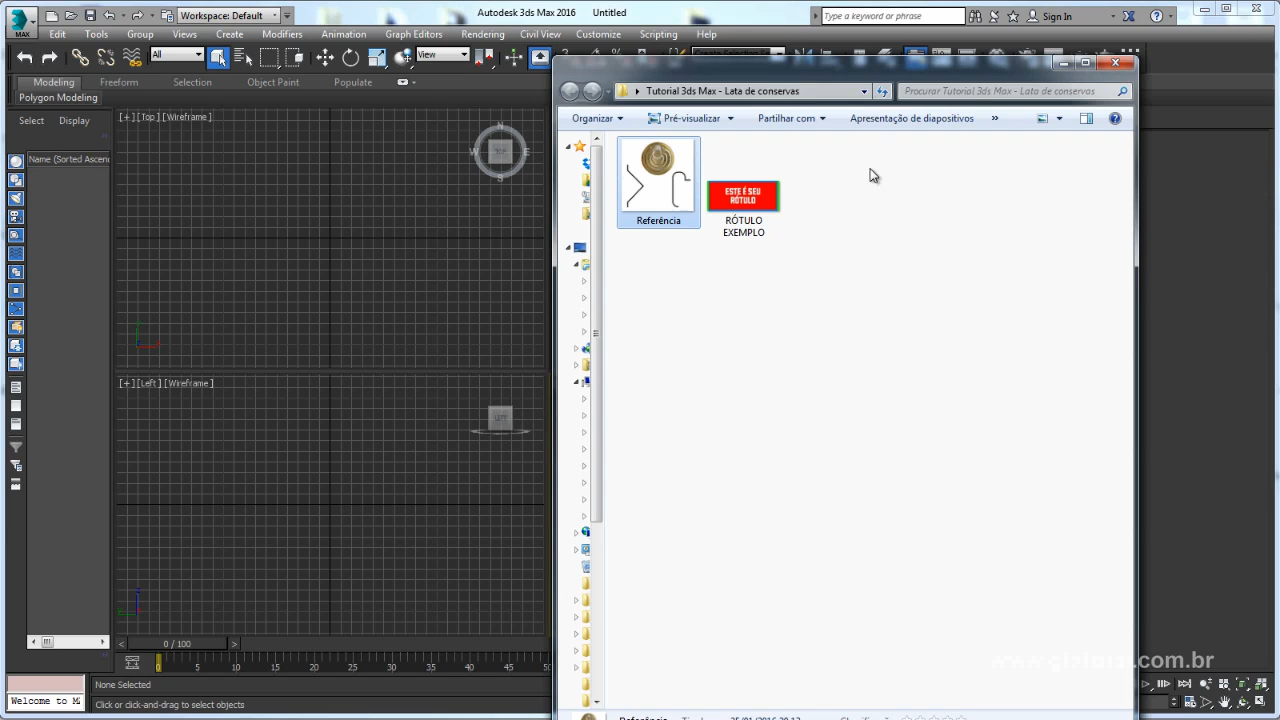 Workspace: Default
Autodesk 3ds Max 2016 Untitled
Type a keyword or phrase
Sign In
MAX
Edit Tools Group Views Create Modifiers Animation Graph Editors Rendering Civil View Customize Scripting Help
All
View
Modeling Freeform Selection Object Paint Populate
Polygon Modeling
Select Display
Name (Sorted Ascen
[+] [Top] [Wireframe]
N
W E
S
[+] [Left] [Wireframe]
LEFT
Tutorial 3ds Max - Lata de conservas
Procurar Tutorial 3ds Max - Lata de conservas
Organizar Pré-visualizar Partilhar com Apresentação de diapositivos »
ESTE É SEU
RÓTULO
Referência
RÓTULO
EXEMPLO
< 0 / 100 >
0 5 10 15 20 25 30 35 40 45 50
None Selected
Welcome to M
Click or click-and-drag to select objects